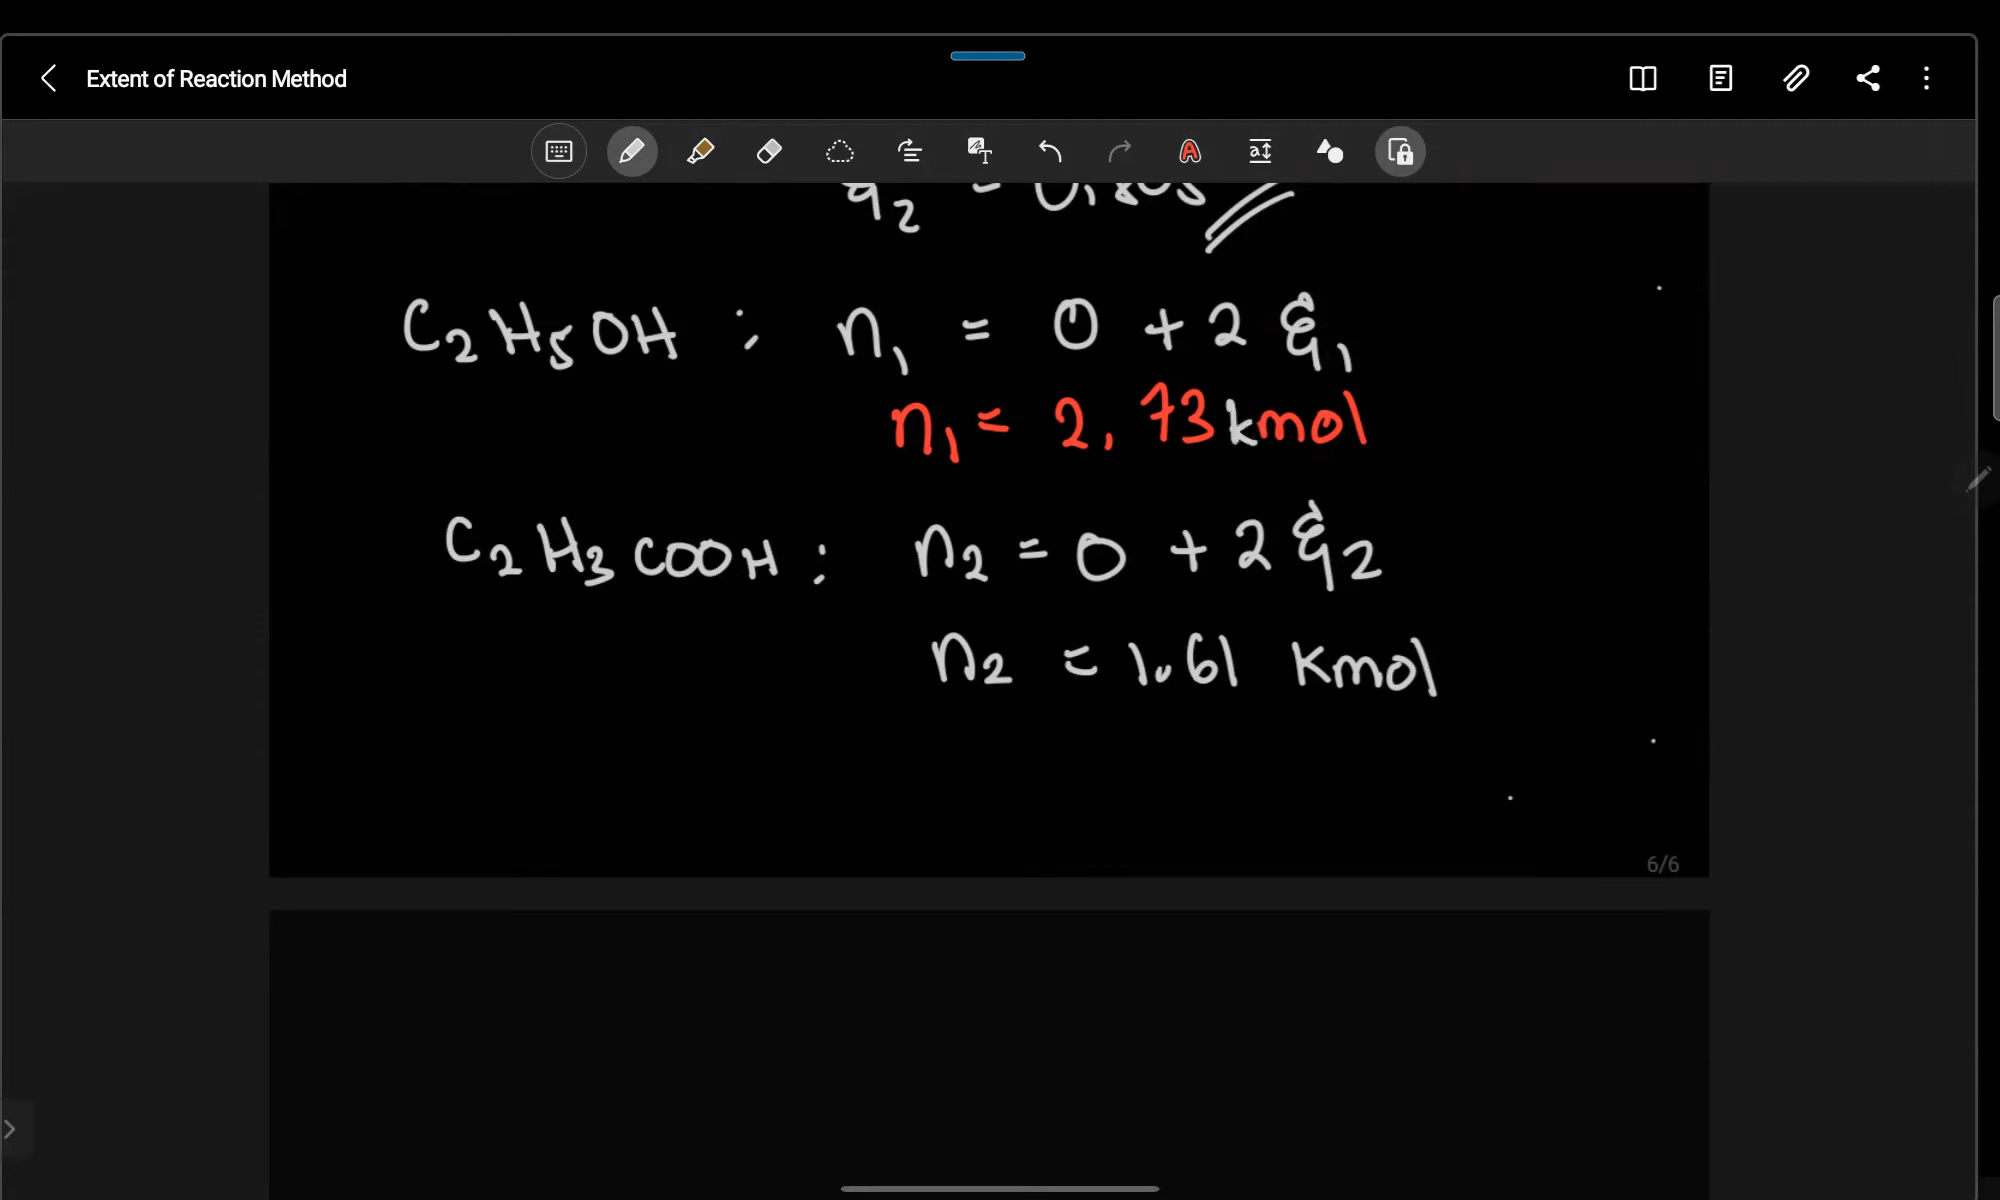 Extent of Reaction Method
C₂H₅OH : n₁ = 0 + 2 ξ₁
n₁ = 2,73 kmol
C₂H₃COOH : n₂ = 0 + 2 ξ₂
n₂ = 1.61 Kmol
6/6